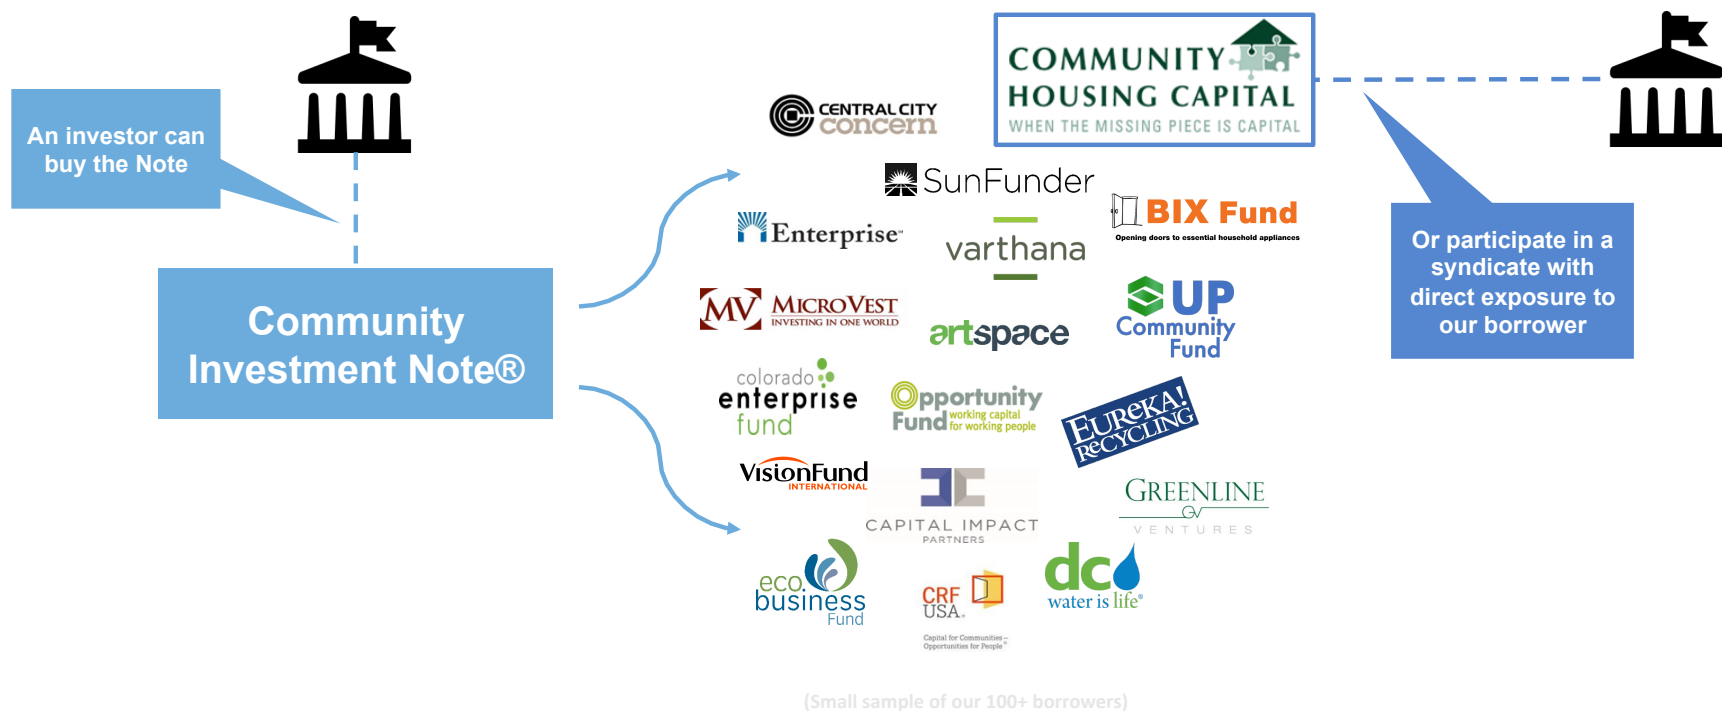 An investor can
buy the Note
Community
Investment Note®
CENTRAL CITY
concern
COMMUNITY
HOUSING CAPITAL
WHEN THE MISSING PIECE IS CAPITAL
SunFunder
Enterprise™
varthana
BIX Fund
Opening doors to essential household appliances
MV MICROVEST
INVESTING IN ONE WORLD
artspace
UP
Community
Fund
colorado
enterprise
fund
Opportunity
Fund working capital
for working people
EUReKA!
ReCYCLING
VisionFund
INTERNATIONAL
CAPITAL IMPACT
PARTNERS
GREENLINE
GV
VENTURES
eco.
business
Fund
CRF
USA®
Capital for Communities –
Opportunities for People®
dc
water is life®
Or participate in a
syndicate with
direct exposure to
our borrower
(Small sample of our 100+ borrowers)